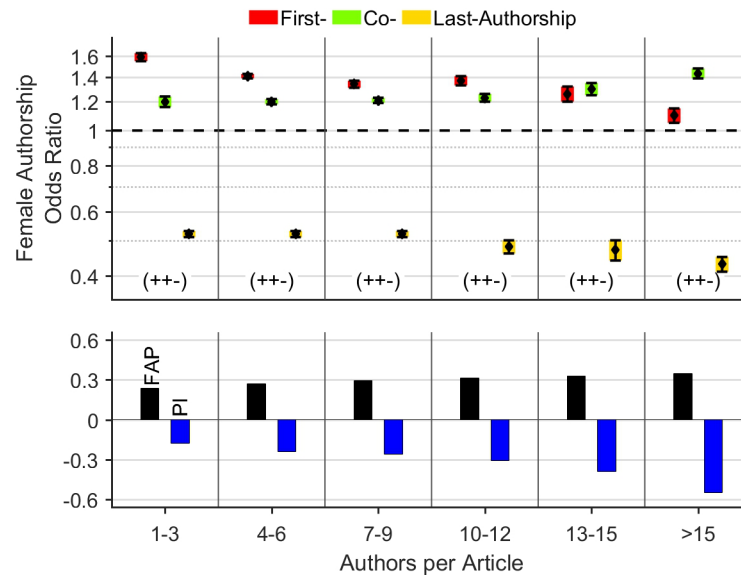 First- Co- Last-Authorship
Female Authorship
Odds Ratio
1.6
1.4
1.2
1
0.8
0.6
0.4
(++-) (++-) (++-) (++-) (++-) (++-)
0.6
0.3
0
-0.3
-0.6
FAP
PI
1-3 4-6 7-9 10-12 13-15 >15
Authors per Article